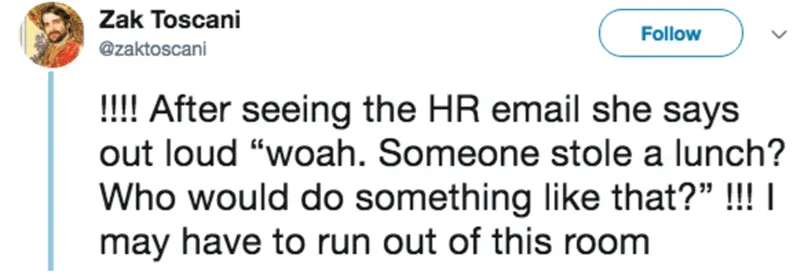 Zak Toscani
@zaktoscani
Follow
!!!! After seeing the HR email she says
out loud “woah. Someone stole a lunch?
Who would do something like that?” !!! I
may have to run out of this room